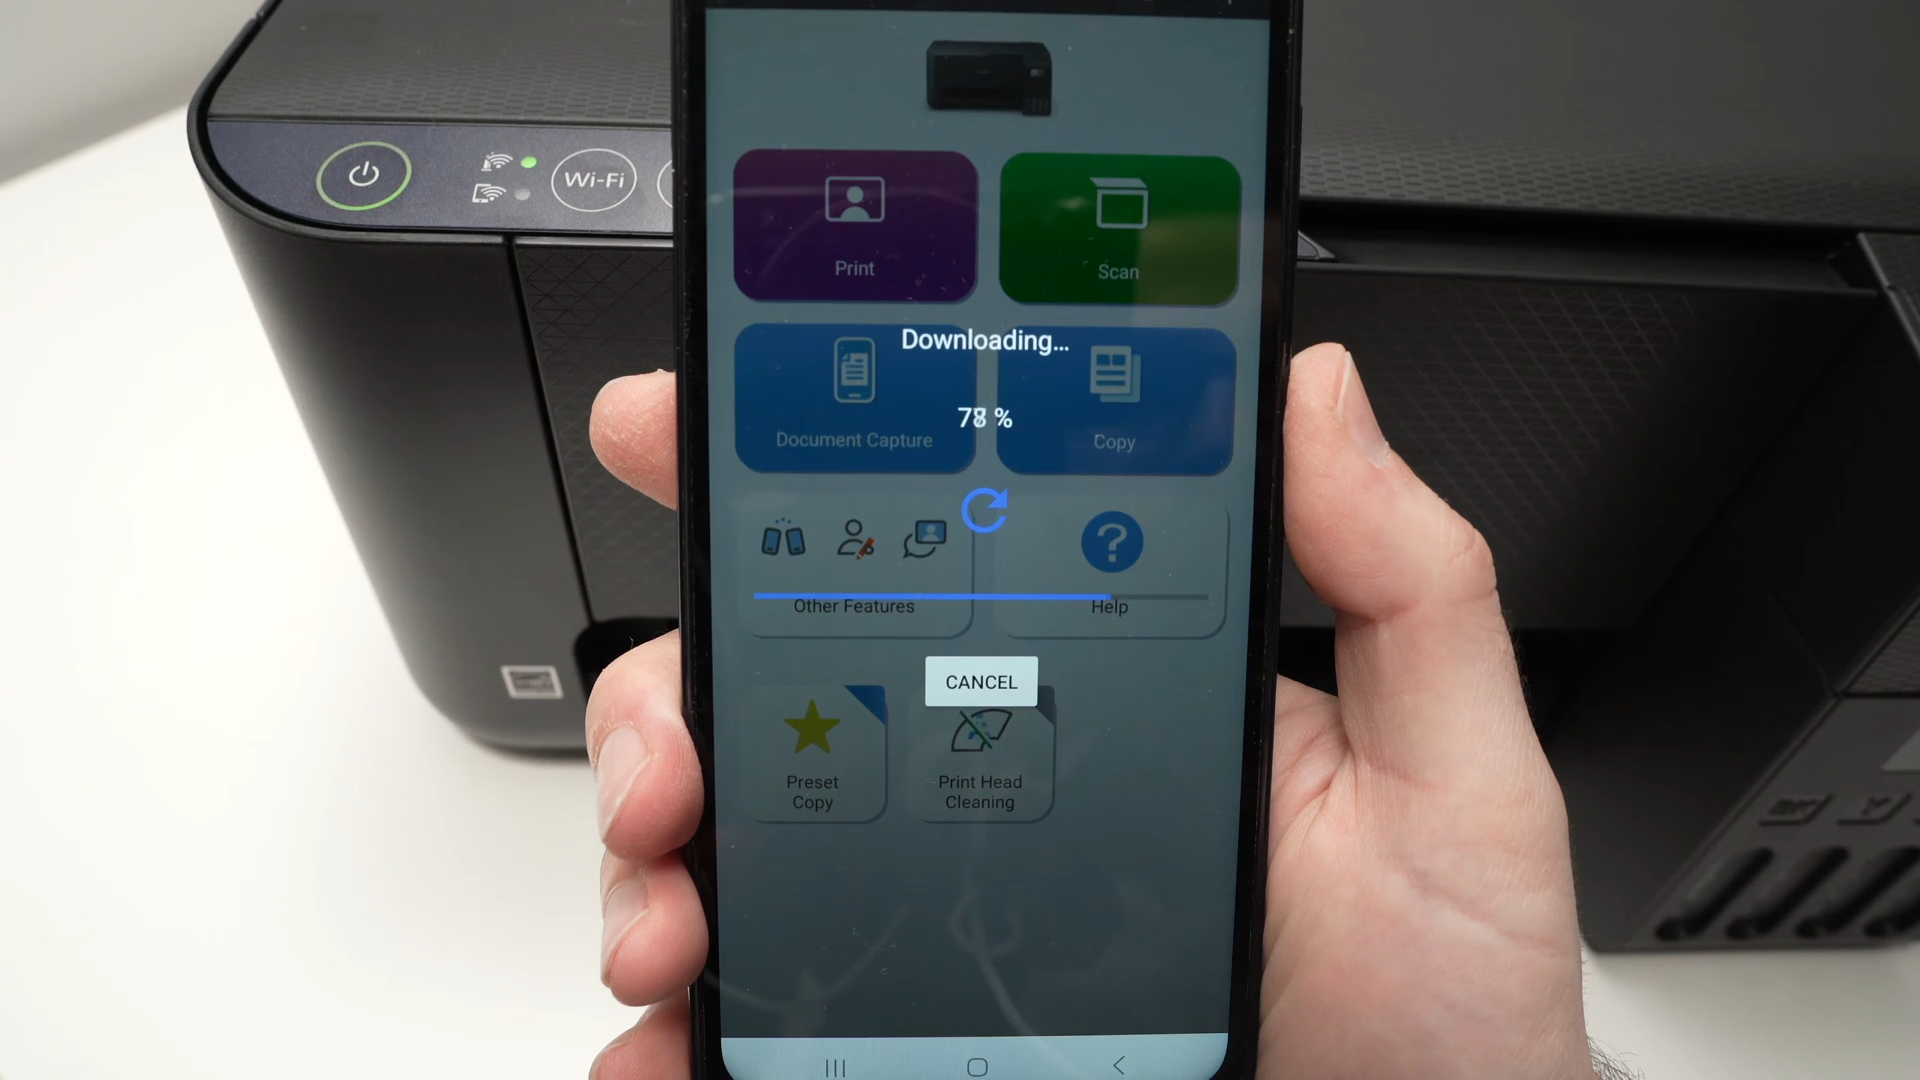 Wi-Fi
Print
Scan
Downloading...
78 %
Document Capture
Copy
Other Features
Help
CANCEL
Preset
Copy
Print Head
Cleaning